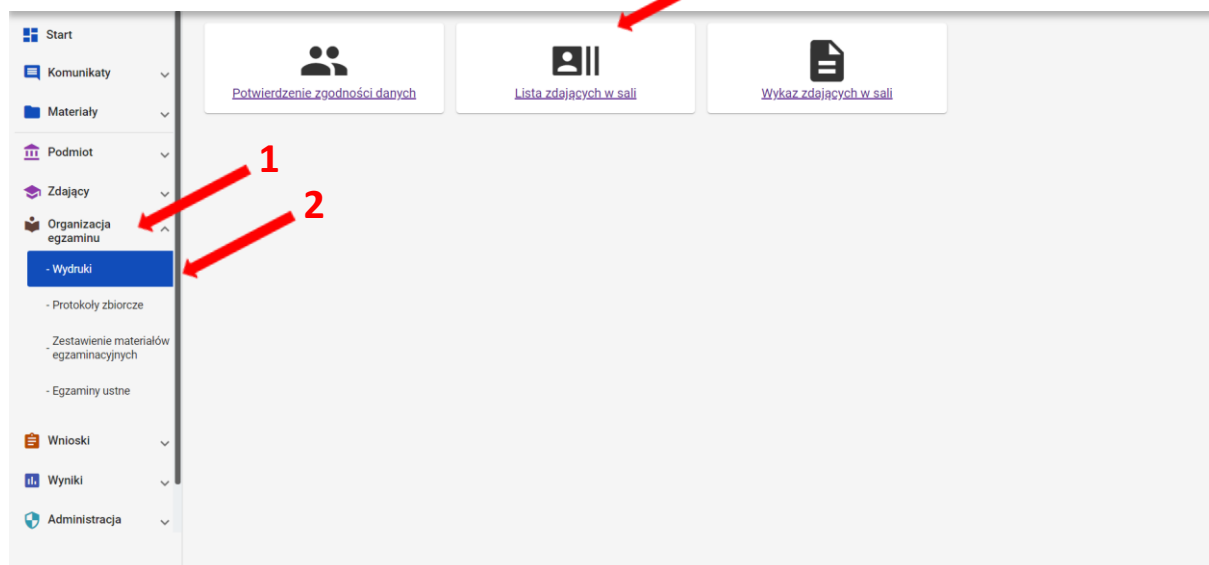 Start
Komunikaty
Materiały
Podmiot
Zdający
Organizacja
egzaminu
- Wydruki
- Protokoły zbiorcze
- Zestawienie materiałów
egzaminacyjnych
- Egzaminy ustne
Wnioski
Wyniki
Administracja
Potwierdzenie zgodności danych
Lista zdających w sali
Wykaz zdających w sali
1
2